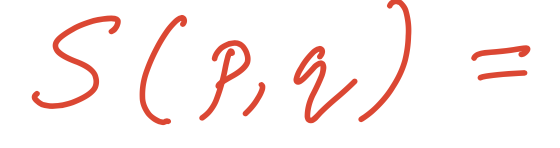 S(p,q) =